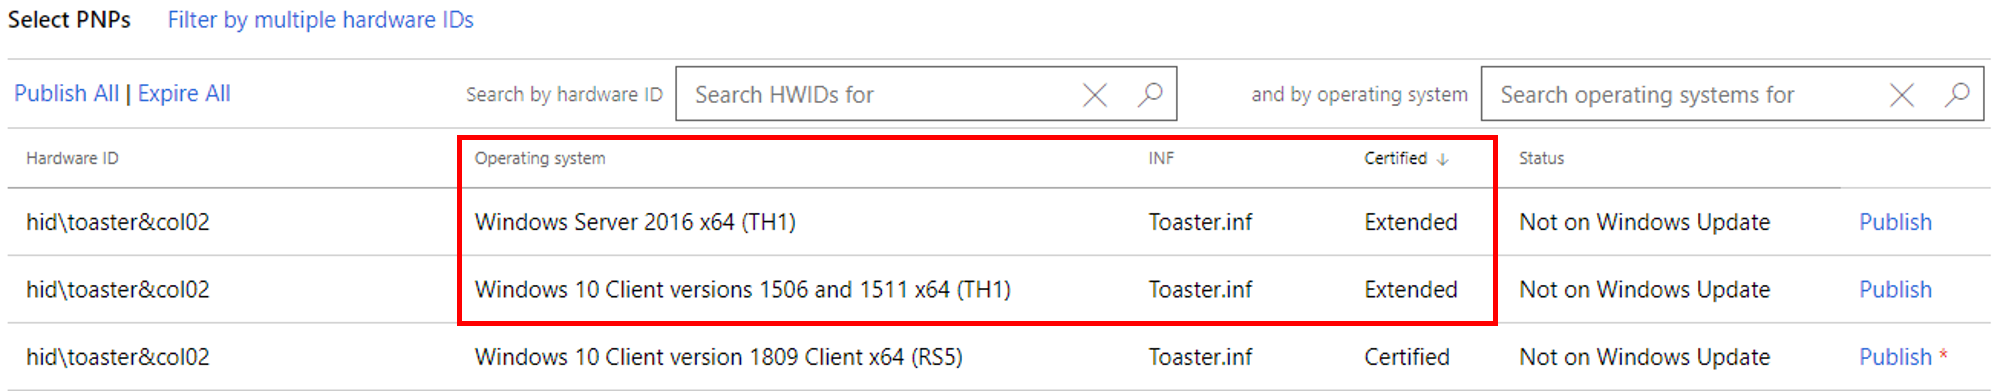 Select PNPs Filter by multiple hardware IDs
Publish All | Expire All Search by hardware ID Search HWIDs for and by operating system Search operating systems for
Hardware ID Operating system INF Certified ↓ Status
hid\toaster&col02 Windows Server 2016 x64 (TH1) Toaster.inf Extended Not on Windows Update Publish
hid\toaster&col02 Windows 10 Client versions 1506 and 1511 x64 (TH1) Toaster.inf Extended Not on Windows Update Publish
hid\toaster&col02 Windows 10 Client version 1809 Client x64 (RS5) Toaster.inf Certified Not on Windows Update Publish *